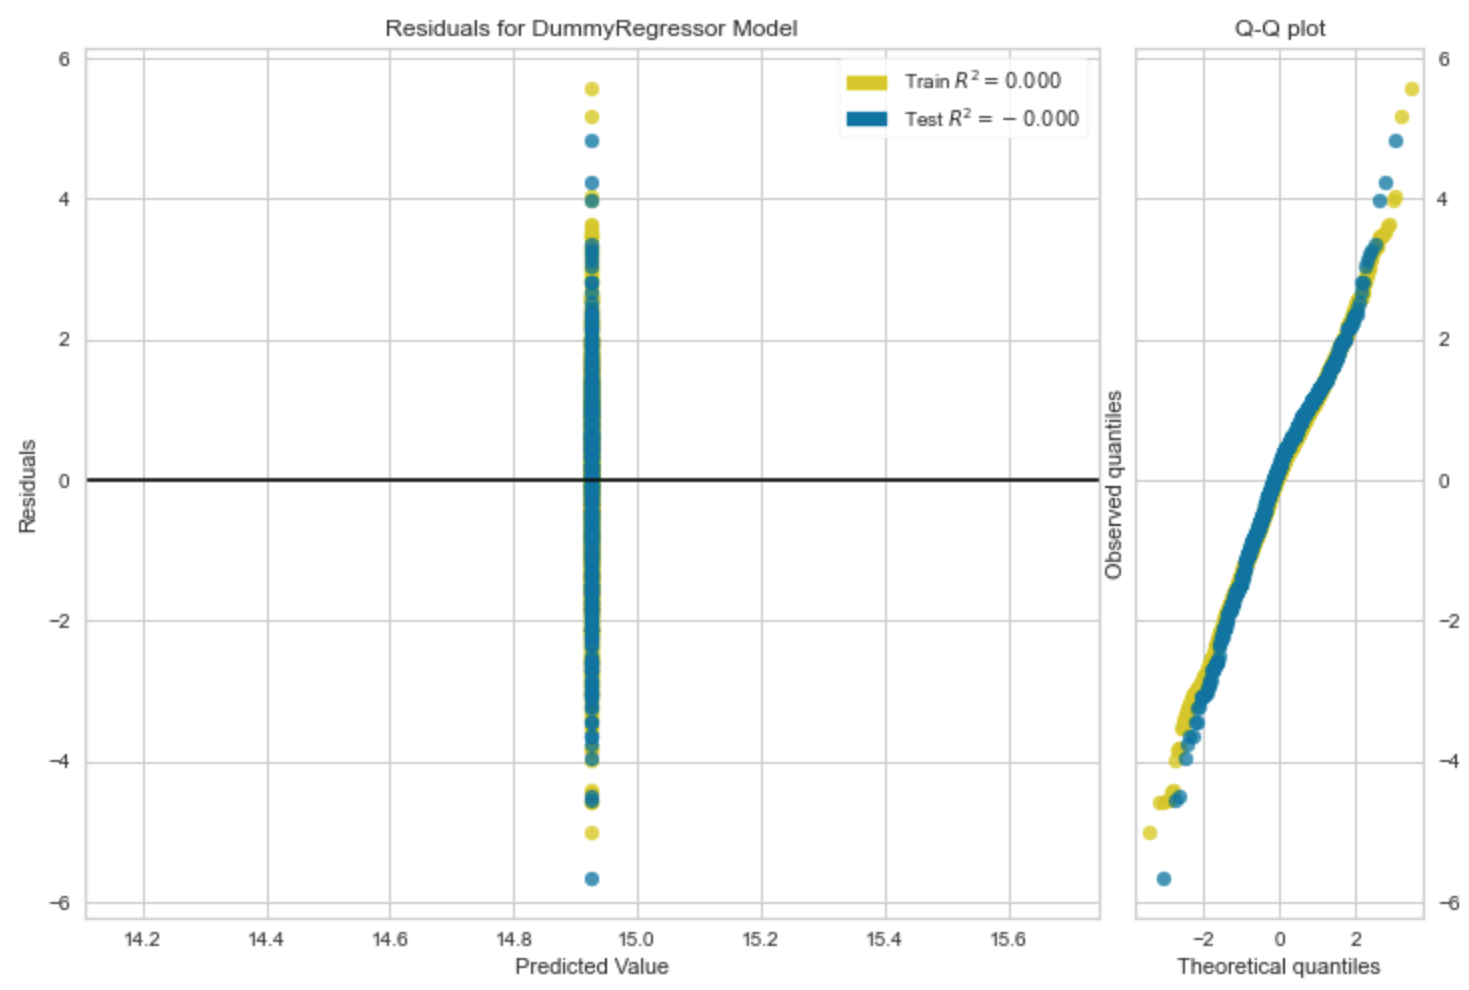 Residuals for DummyRegressor Model
Q-Q plot
Train R² = 0.000
Test R² = − 0.000
6
4
2
0
−2
−4
−6
Residuals
14.2 14.4 14.6 14.8 15.0 15.2 15.4 15.6
Predicted Value
Observed quantiles
6
4
2
0
−2
−4
−6
−2 0 2
Theoretical quantiles